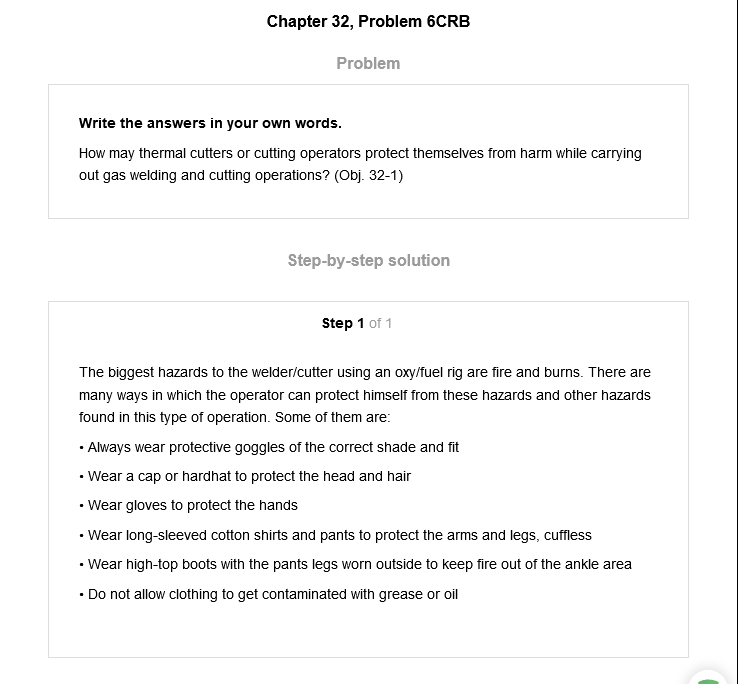 Chapter 32, Problem 6CRB
Problem
Write the answers in your own words.
How may thermal cutters or cutting operators protect themselves from harm while carrying
out gas welding and cutting operations? (Obj. 32-1)
Step-by-step solution
Step 1 of 1
The biggest hazards to the welder/cutter using an oxy/fuel rig are fire and burns. There are
many ways in which the operator can protect himself from these hazards and other hazards
found in this type of operation. Some of them are:
• Always wear protective goggles of the correct shade and fit
• Wear a cap or hardhat to protect the head and hair
• Wear gloves to protect the hands
• Wear long-sleeved cotton shirts and pants to protect the arms and legs, cuffless
• Wear high-top boots with the pants legs worn outside to keep fire out of the ankle area
• Do not allow clothing to get contaminated with grease or oil